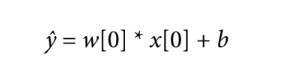 ŷ = w[0] * x[0] + b